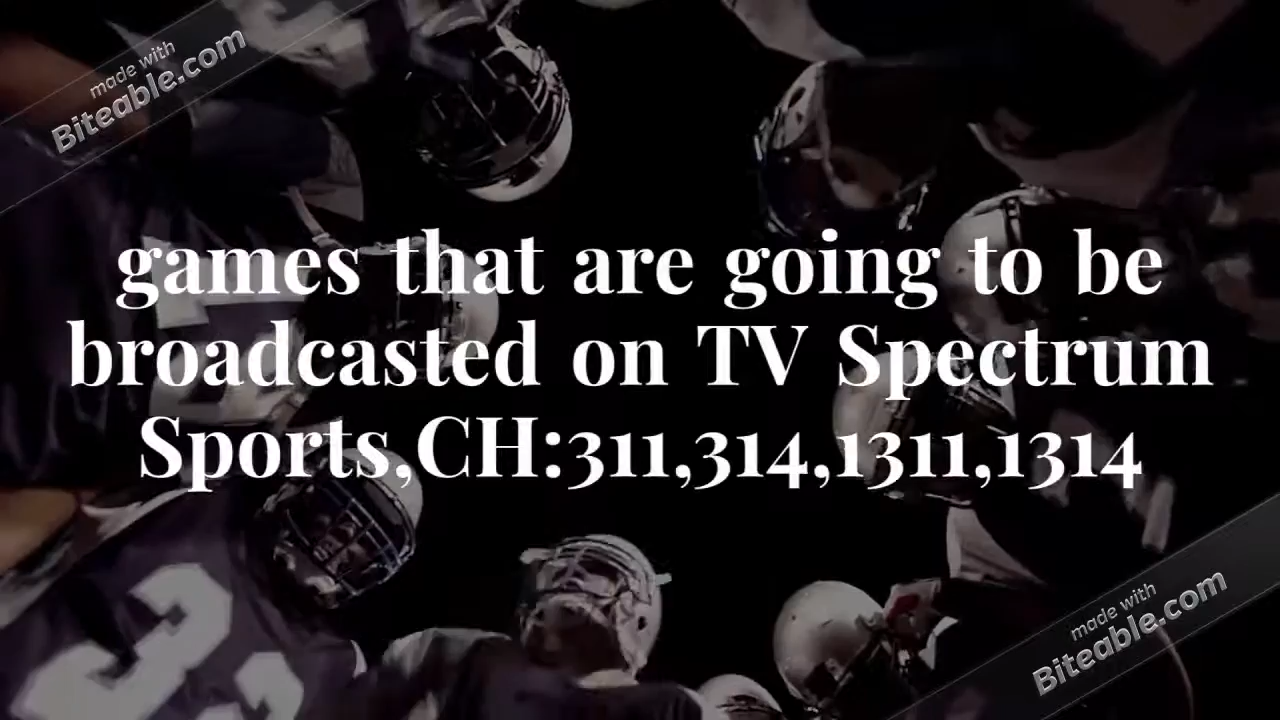 made with
Biteable.com
games that are going to be
broadcasted on TV Spectrum
Sports,CH:311,314,1311,1314
33
made with
Biteable.com